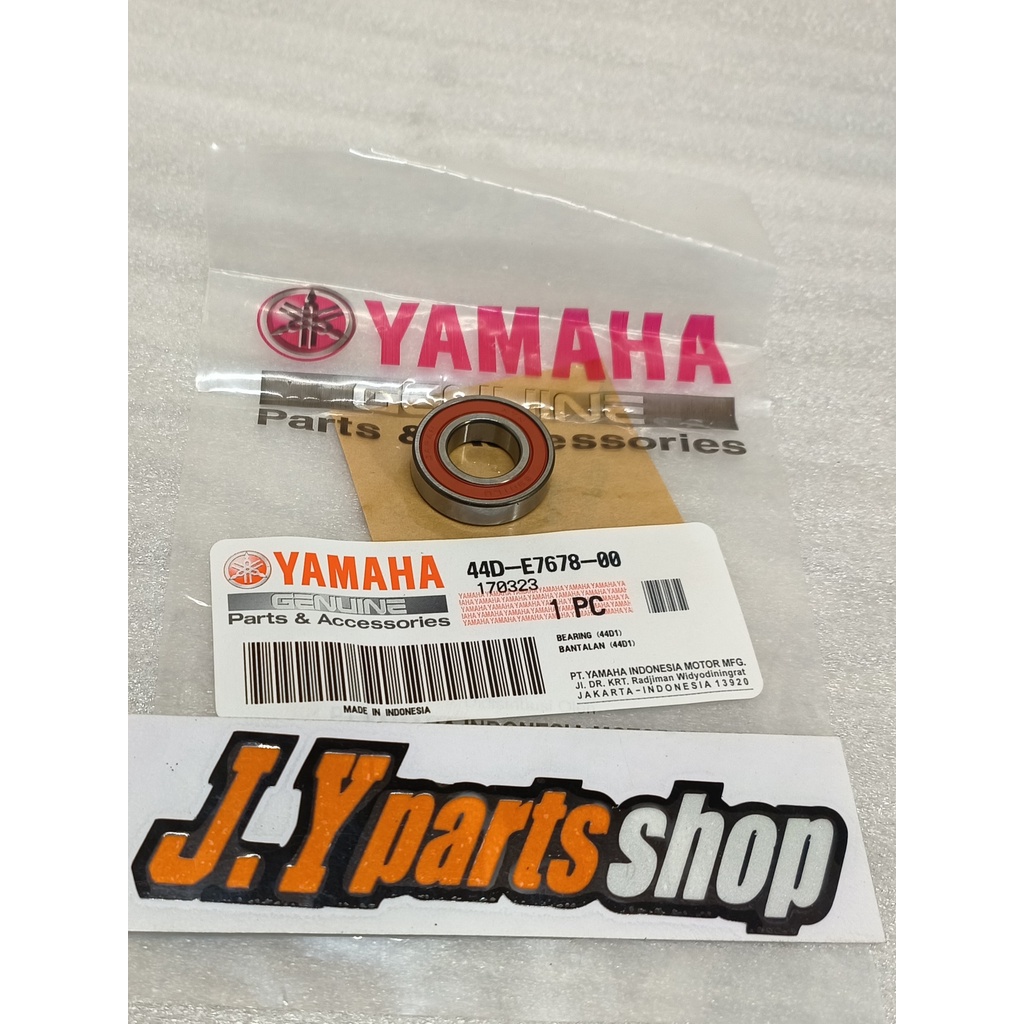 YAMAHA
GENUINE
Parts & Accessories
YAMAHA
GENUINE
Parts & Accessories
44D-E7678-00
170323
1 PC
BEARING (44D1)
BANTALAN (44D1)
PT. YAMAHA INDONESIA MOTOR MFG.
Jl. DR. KRT. Radjiman Widyodiningrat
JAKARTA-INDONESIA 13920
MADE IN INDONESIA
J.Y parts shop